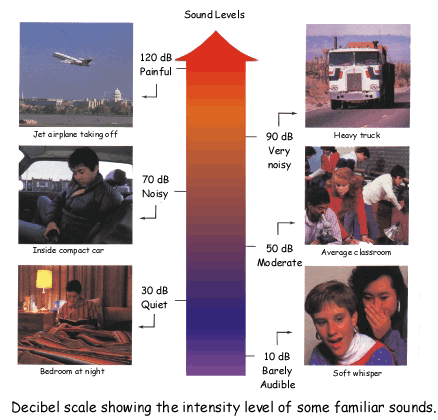 Sound Levels
120 dB
Painful
Jet airplane taking off
Heavy truck
90 dB
Very
noisy
70 dB
Noisy
Inside compact car
Average classroom
50 dB
Moderate
30 dB
Quiet
Bedroom at night
Soft whisper
10 dB
Barely
Audible
Decibel scale showing the intensity level of some familiar sounds.